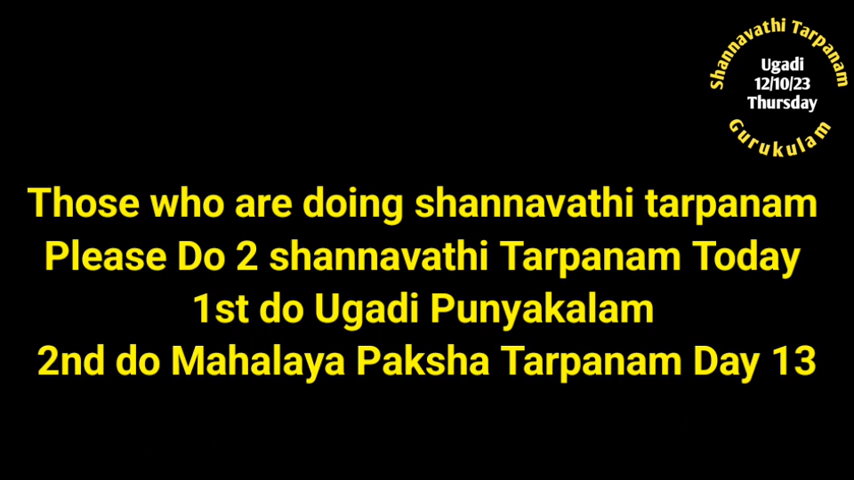 Shannavathi Tarpanam
Ugadi
12/10/23
Thursday
Gurukulam
Those who are doing shannavathi tarpanam
Please Do 2 shannavathi Tarpanam Today
1st do Ugadi Punyakalam
2nd do Mahalaya Paksha Tarpanam Day 13